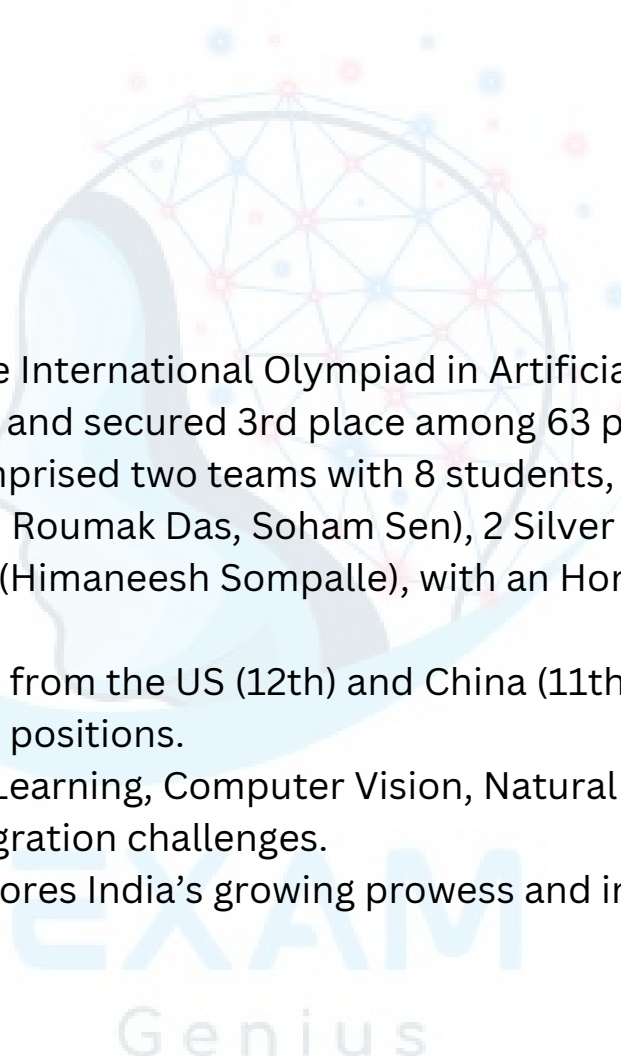 e International Olympiad in Artificia
and secured 3rd place among 63 p
nprised two teams with 8 students,
Roumak Das, Soham Sen), 2 Silver
(Himaneesh Sompalle), with an Hon
from the US (12th) and China (11th
positions.
Learning, Computer Vision, Natural
gration challenges.
ores India’s growing prowess and in
EXAM
Genius